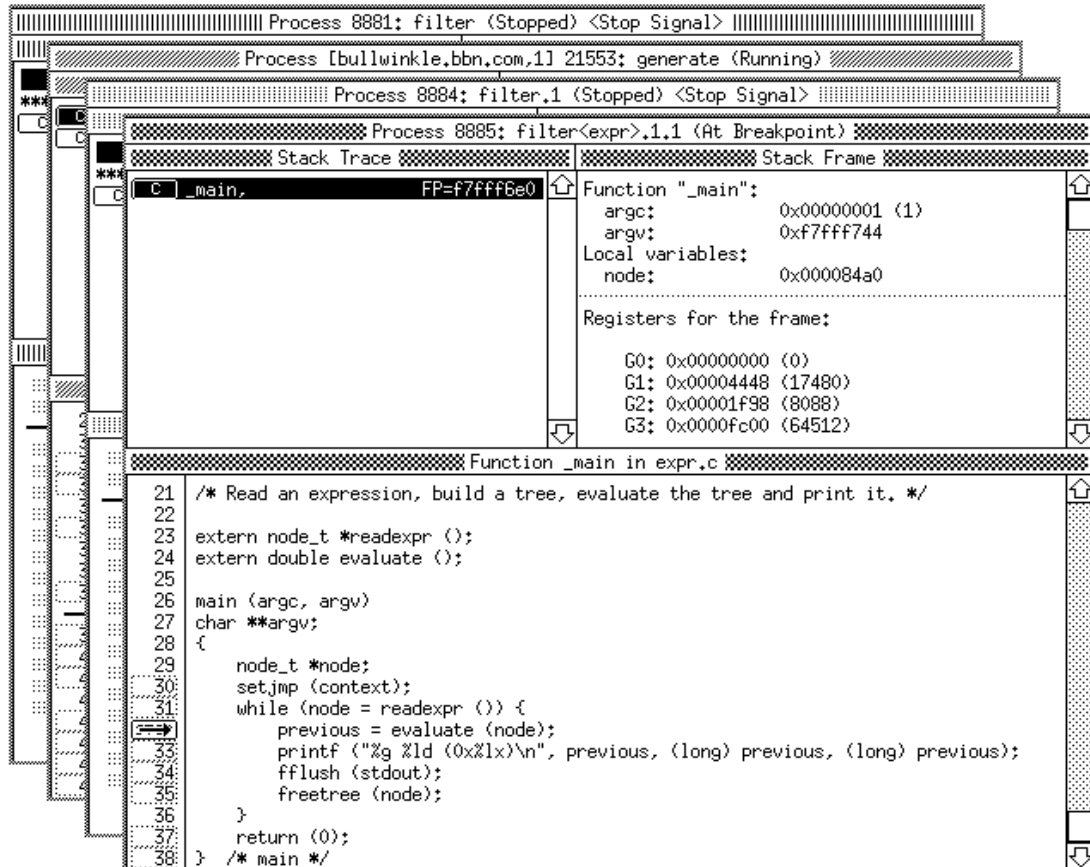 Process 8881: filter (Stopped) <Stop Signal>
Process [bullwinkle.bbn.com,1] 21553: generate (Running)
Process 8884: filter.1 (Stopped) <Stop Signal>
Process 8885: filter<expr>.1.1 (At Breakpoint)
Stack Trace
C _main, FP=f7fff6e0
Stack Frame
Function "_main":
argc: 0x00000001 (1)
argv: 0xf7fff744
Local variables:
node: 0x000084a0
Registers for the frame:
G0: 0x00000000 (0)
G1: 0x00004448 (17480)
G2: 0x00001f98 (8088)
G3: 0x0000fc00 (64512)
Function _main in expr.c
21 /* Read an expression, build a tree, evaluate the tree and print it. */
22
23 extern node_t *readexpr ();
24 extern double evaluate ();
25
26 main (argc, argv)
27 char **argv;
28 {
29 node_t *node;
30 setjmp (context);
31 while (node = readexpr ()) {
previous = evaluate (node);
33 printf ("%g %ld (0x%lx)\n", previous, (long) previous, (long) previous);
34 fflush (stdout);
35 freetree (node);
36 }
37 return (0);
38 } /* main */